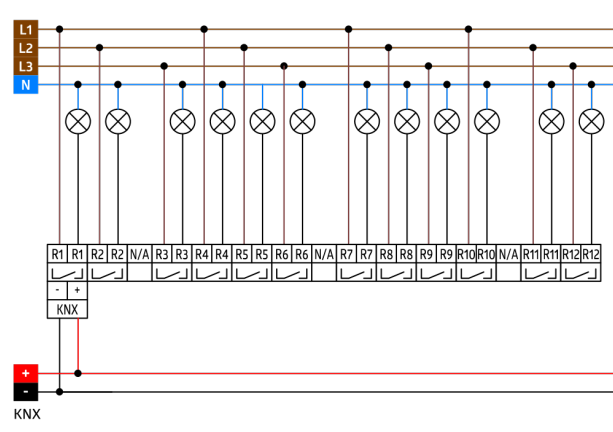 L1
L2
L3
N
R1 R1 R2 R2 N/A R3 R3 R4 R4 R5 R5 R6 R6 N/A R7 R7 R8 R8 R9 R9 R10 R10 N/A R11 R11 R12 R12
- +
KNX
+
-
KNX